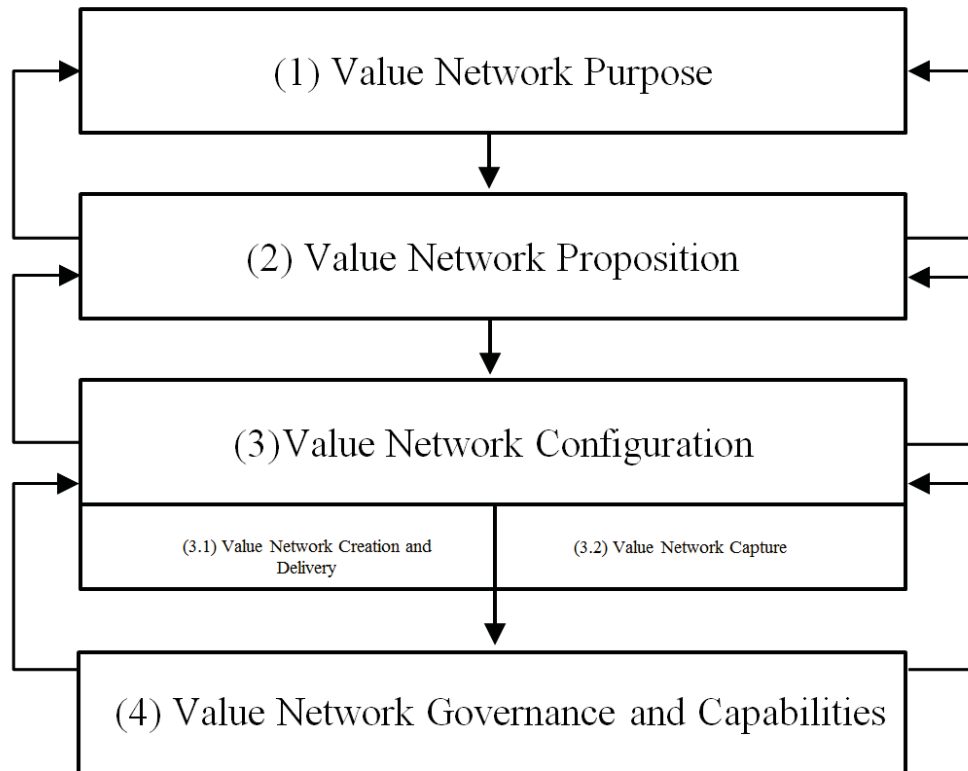 (1) Value Network Purpose
(2) Value Network Proposition
(3)Value Network Configuration
(3.1) Value Network Creation and
Delivery
(3.2) Value Network Capture
(4) Value Network Governance and Capabilities